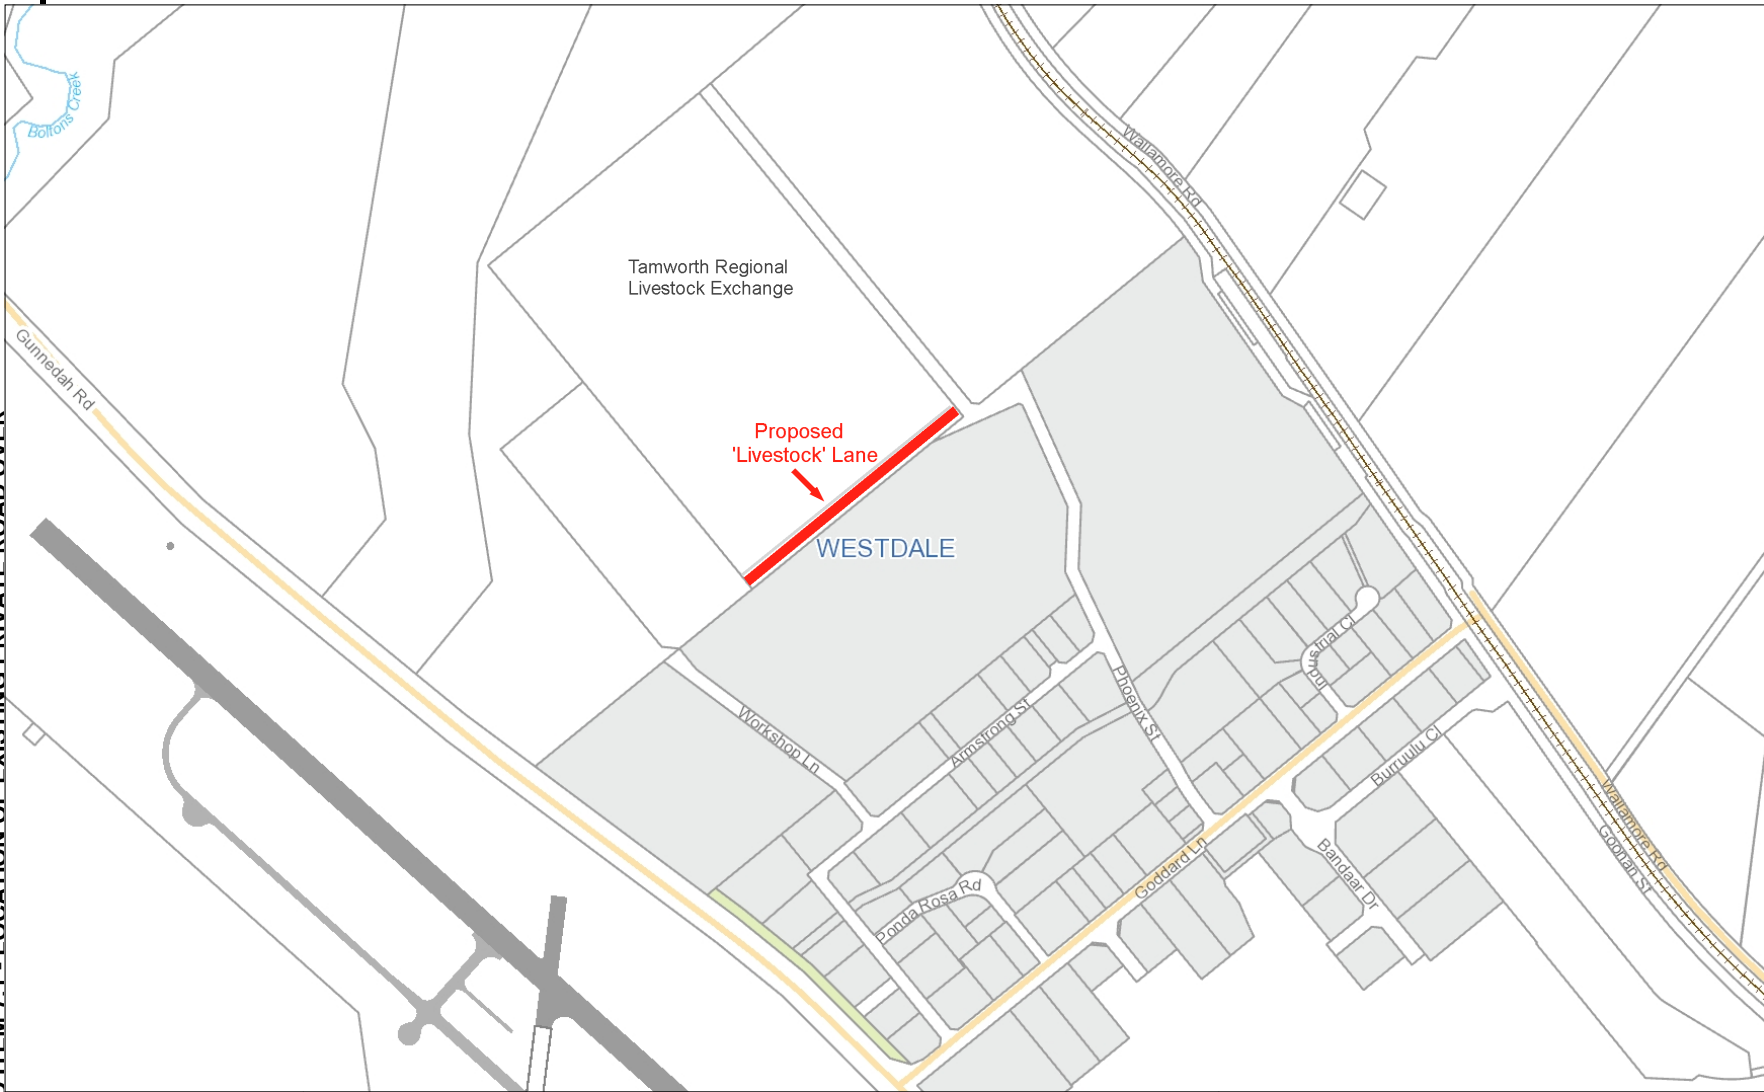 Boltons Creek
Wallamore Rd
Tamworth Regional
Livestock Exchange
Gunnedah Rd
Proposed
'Livestock' Lane
WESTDALE
Phoenix St
Workshop Ln
Armstrong St
Burruulu Cl
Goddard Ln
Ponda Rosa Rd
Bandaar Dr
Wallamore Rd
Goonan St